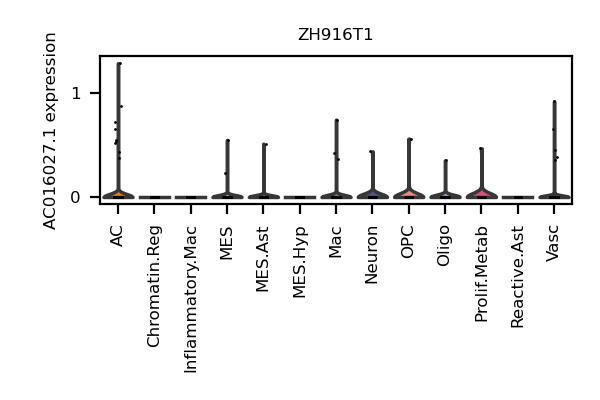 ZH916T1
AC016027.1 expression
1
0
AC
Chromatin.Reg
Inflammatory.Mac
MES
MES.Ast
MES.Hyp
Mac
Neuron
OPC
Oligo
Prolif.Metab
Reactive.Ast
Vasc